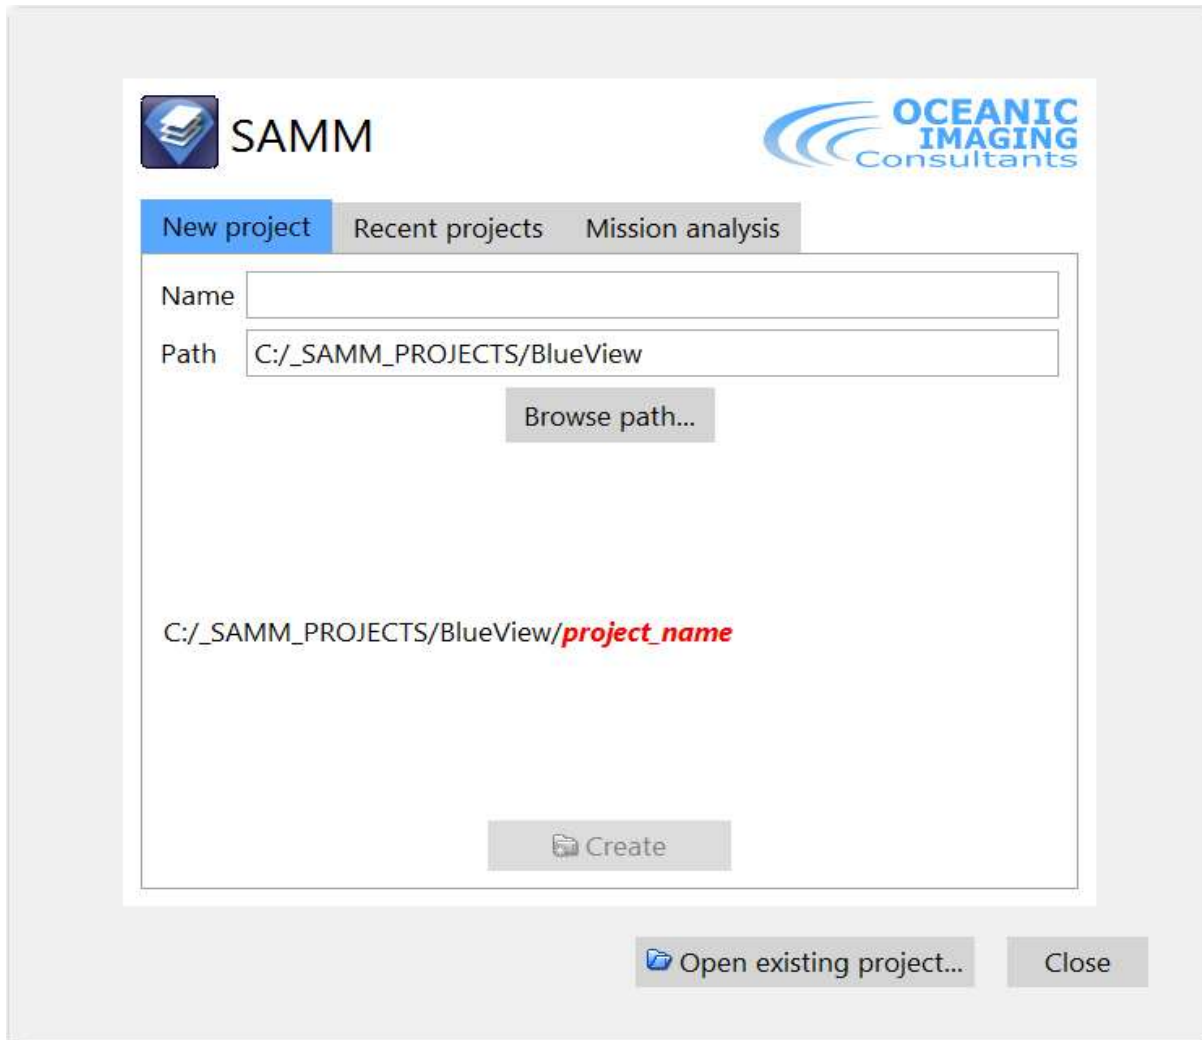 SAMM
OCEANIC
IMAGING
Consultants
New project Recent projects Mission analysis
Name
Path C:/_SAMM_PROJECTS/BlueView
Browse path...
C:/_SAMM_PROJECTS/BlueView/project_name
Create
Open existing project... Close